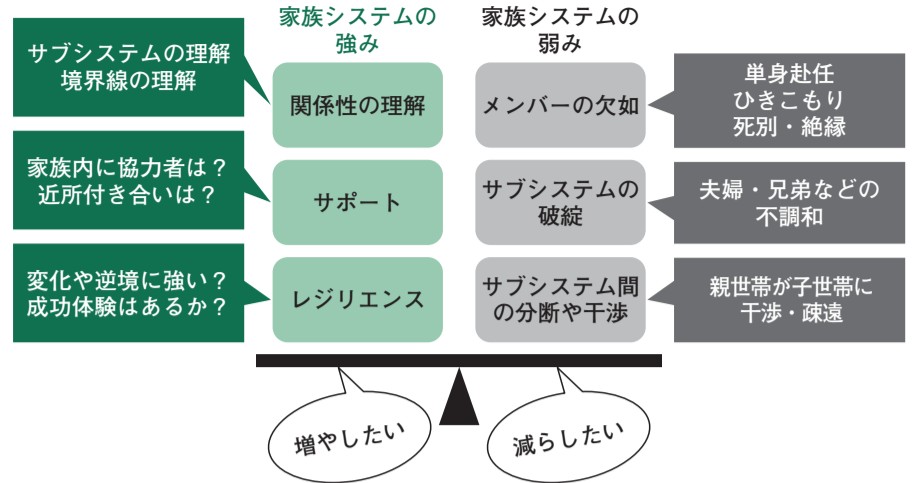 家族システムの
強み
家族システムの
弱み
サブシステムの理解
境界線の理解
関係性の理解
メンバーの欠如
単身赴任
ひきこもり
死別・絶縁
家族内に協力者は？
近所付き合いは？
サポート
サブシステムの
破綻
夫婦・兄弟などの
不調和
変化や逆境に強い？
成功体験はあるか？
レジリエンス
サブシステム間
の分断や干渉
親世帯が子世帯に
干渉・疎遠
増やしたい
減らしたい